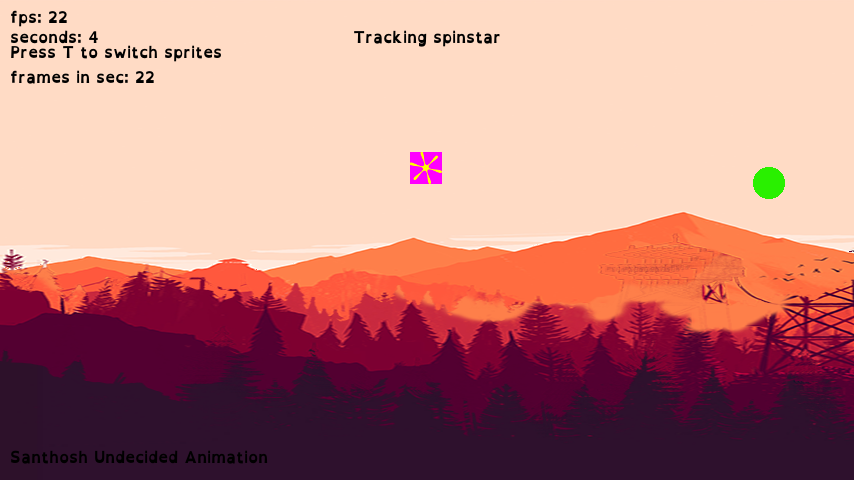 fps: 22
seconds: 4
Press T to switch sprites
frames in sec: 22
Tracking spinstar
Santhosh Undecided Animation